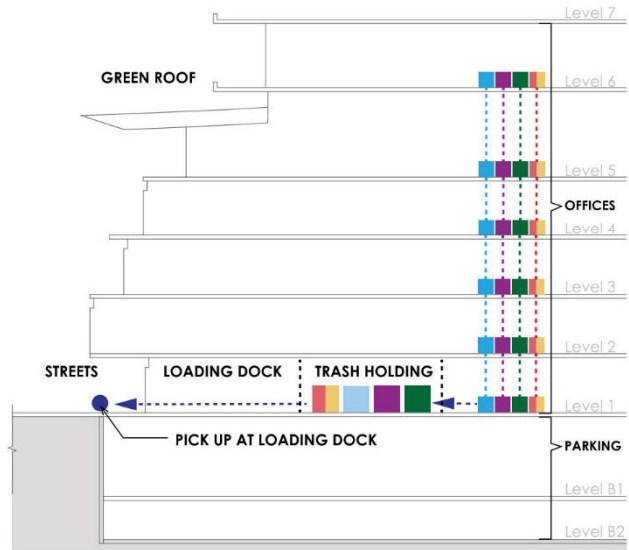 Level 7
GREEN ROOF
Level 6
Level 5
OFFICES
Level 4
Level 3
Level 2
STREETS
LOADING DOCK
TRASH HOLDING
Level 1
PICK UP AT LOADING DOCK
PARKING
Level B1
Level B2